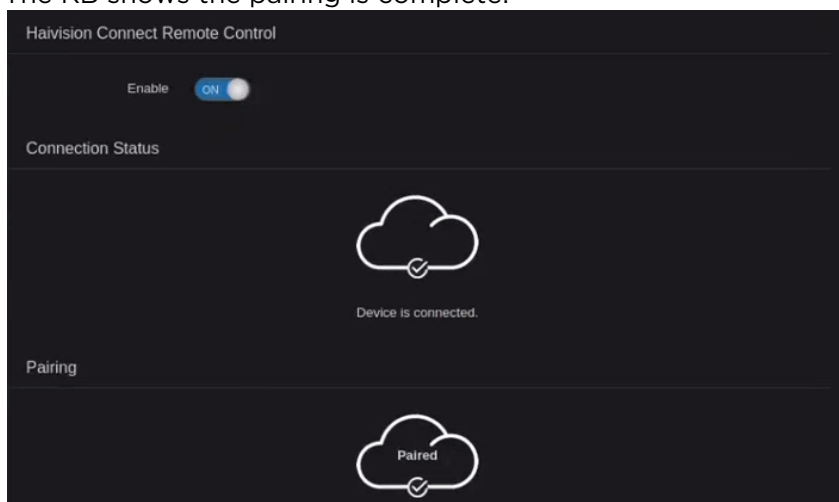 The KB shows the pairing is complete.
Haivision Connect Remote Control
Enable ON
Connection Status
Device is connected.
Pairing
Paired